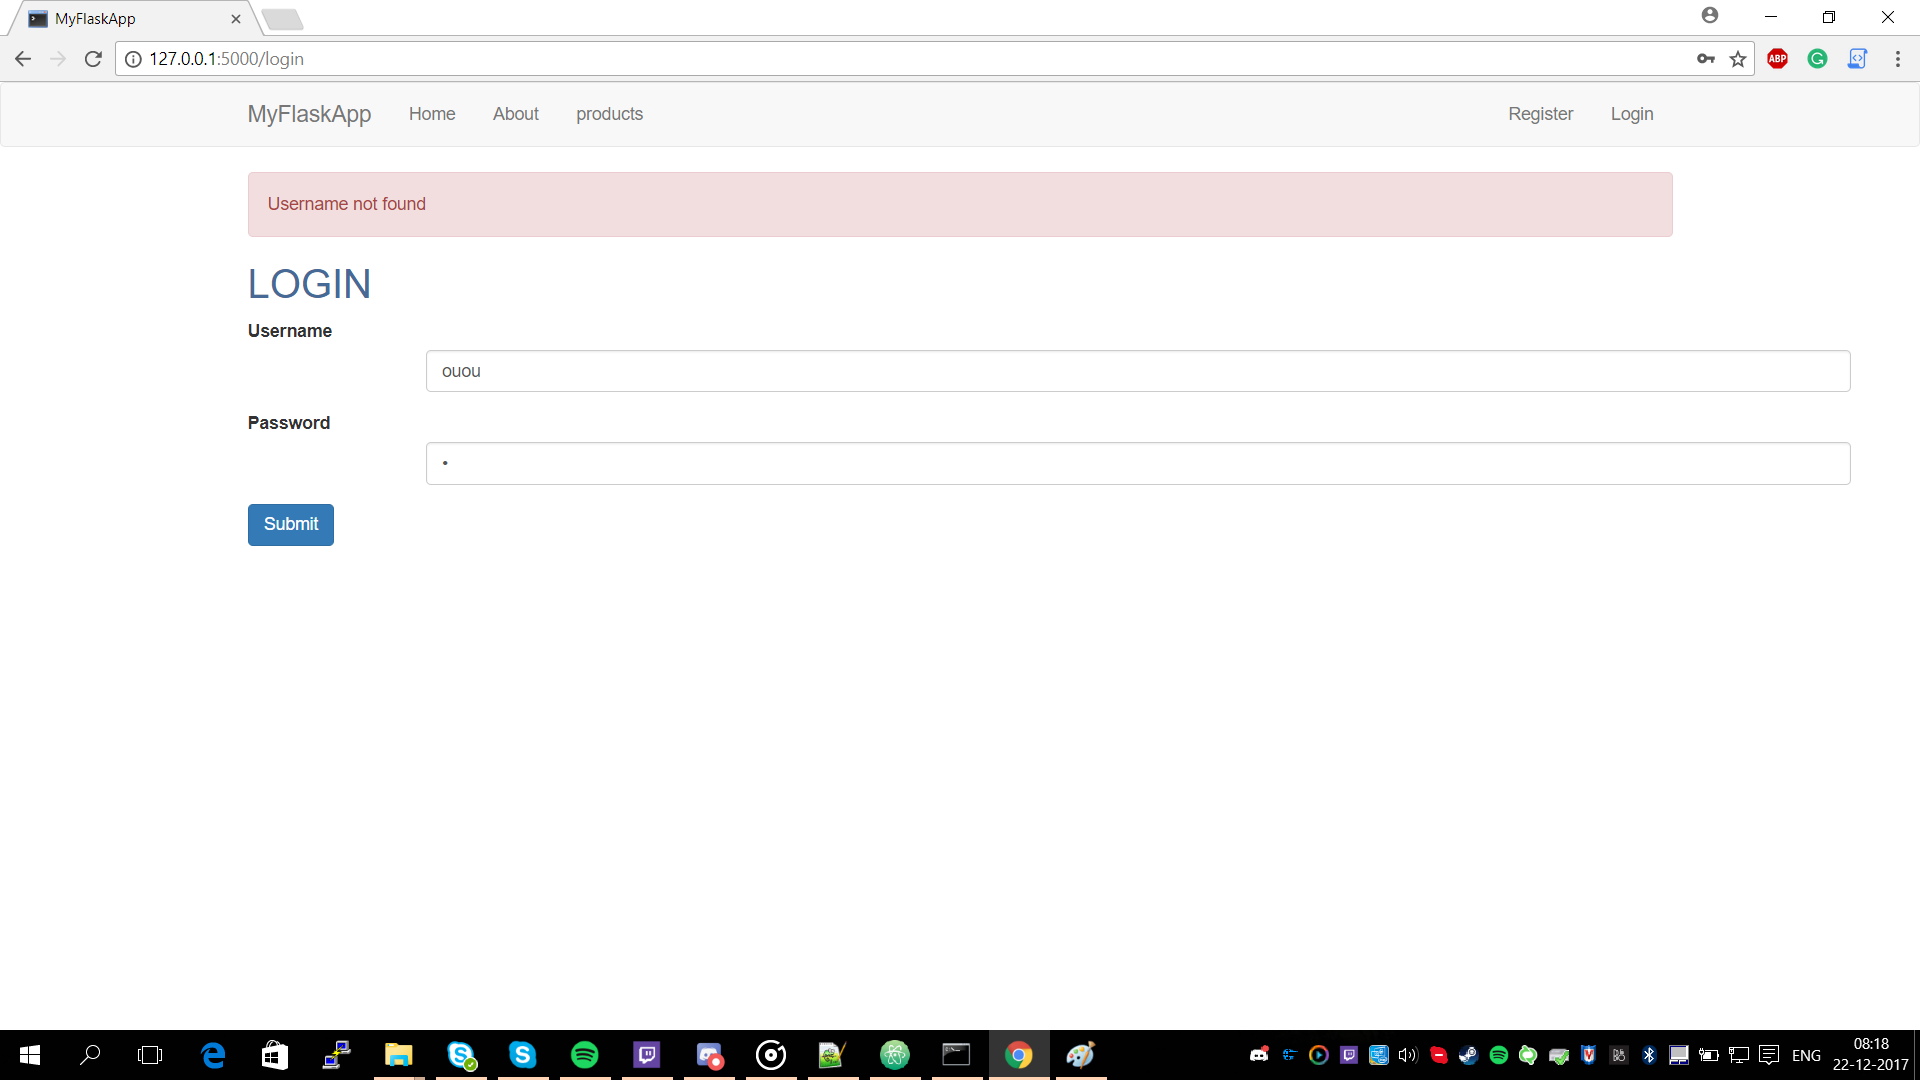 MyFlaskApp
127.0.0.1:5000/login
ABP
MyFlaskApp Home About products Register Login
Username not found
LOGIN
Username
ouou
Password
Submit
ENG
08:18
22-12-2017